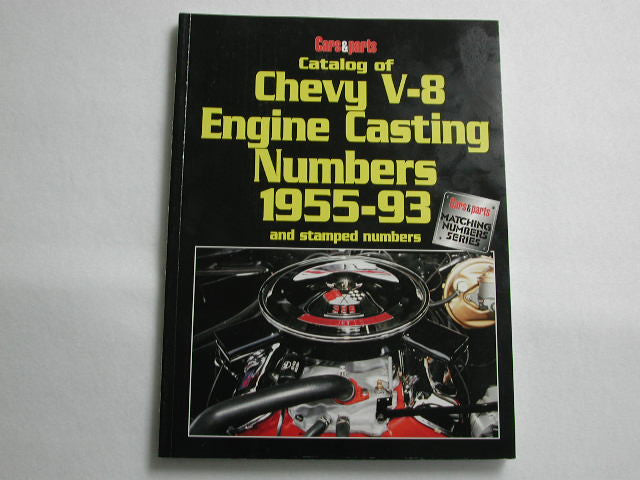 Cars & parts
Catalog of
Chevy V-8
Engine Casting
Numbers
1955-93
and stamped numbers
Cars & parts
MATCHING
NUMBERS
SERIES